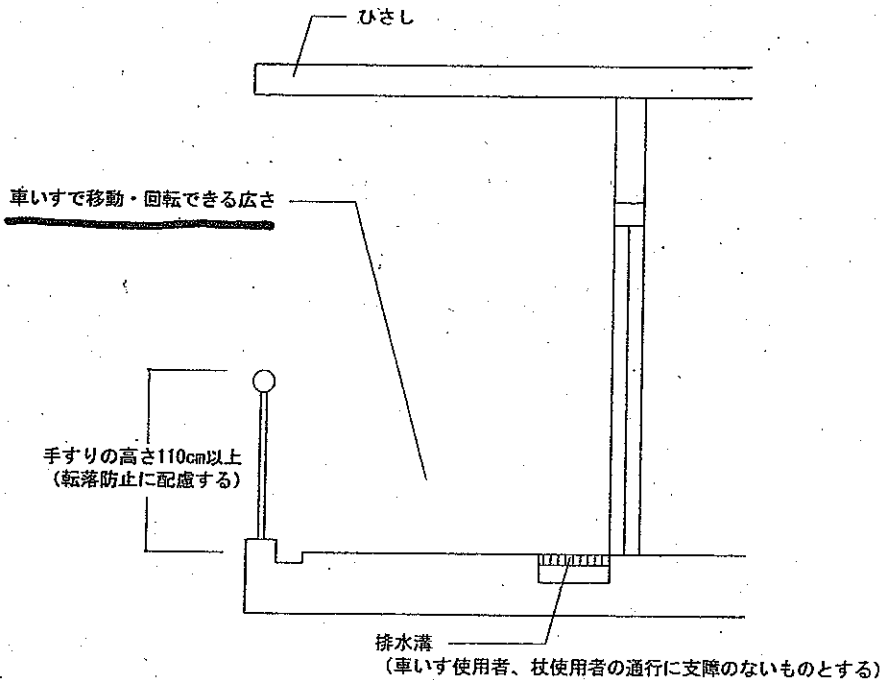 ひさし
車いすで移動・回転できる広さ
手すりの高さ110cm以上
(転落防止に配慮する)
排水溝
(車いす使用者、杖使用者の通行に支障のないものとする)